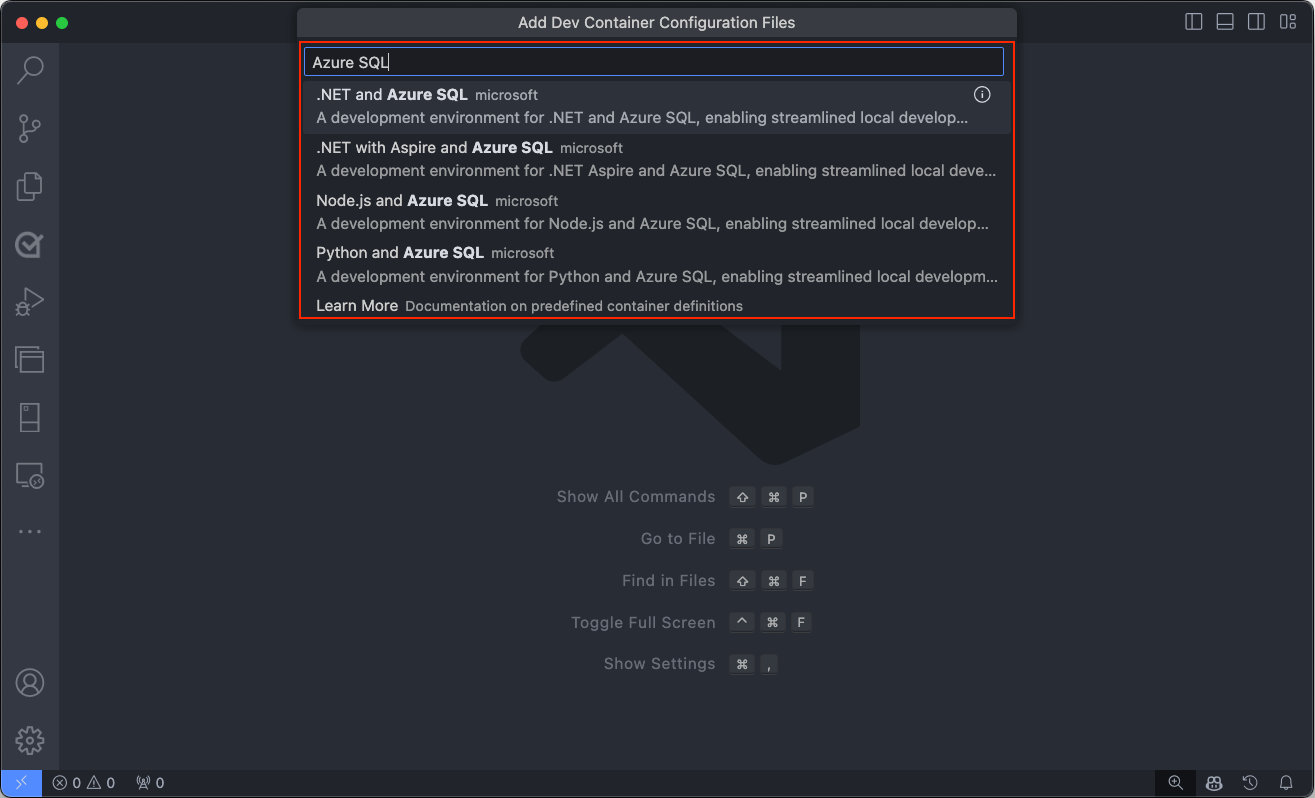 Add Dev Container Configuration Files
Azure SQL
.NET and Azure SQL microsoft
A development environment for .NET and Azure SQL, enabling streamlined local develop...
.NET with Aspire and Azure SQL microsoft
A development environment for .NET Aspire and Azure SQL, enabling streamlined local deve...
Node.js and Azure SQL microsoft
A development environment for Node.js and Azure SQL, enabling streamlined local develop...
Python and Azure SQL microsoft
A development environment for Python and Azure SQL, enabling streamlined local developm...
Learn More Documentation on predefined container definitions
Show All Commands ⇧ ⌘ P
Go to File ⌘ P
Find in Files ⇧ ⌘ F
Toggle Full Screen ^ ⌘ F
Show Settings ⌘ ,
0 0 0